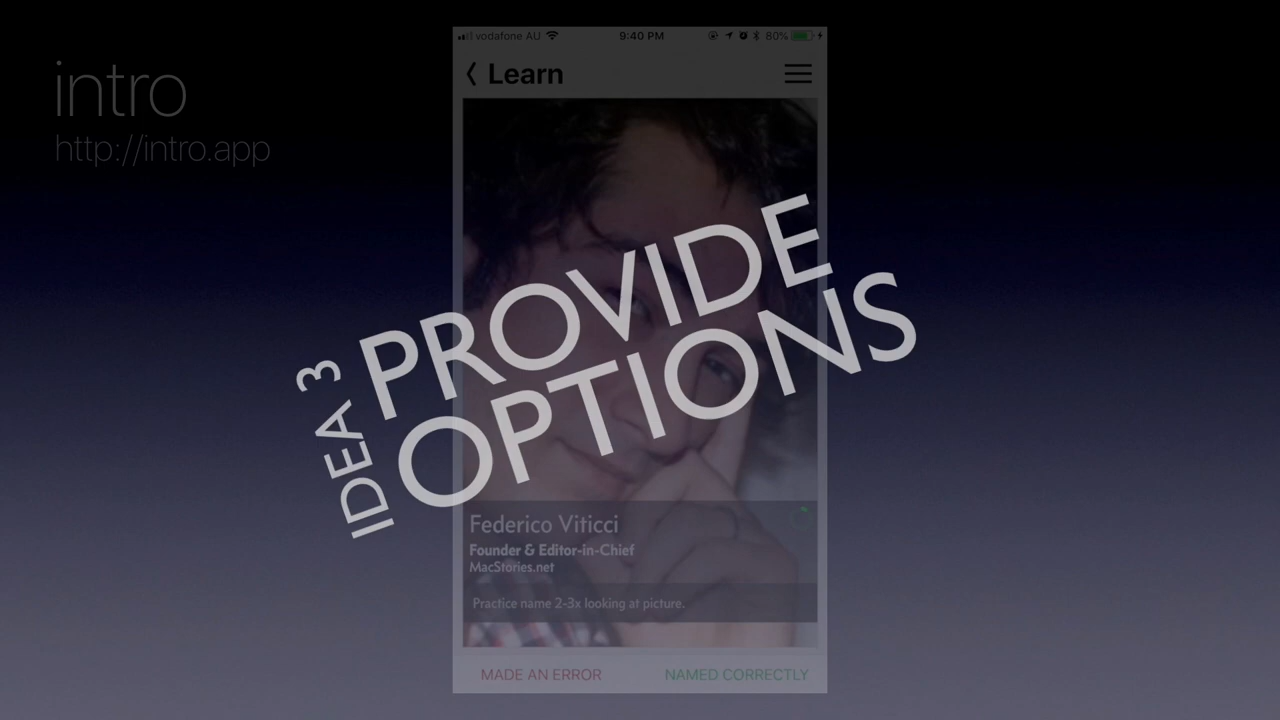 intro
http://intro.app
vodafone AU 9:40 PM 80%
Learn
IDEA 3
PROVIDE
OPTIONS
Federico Viticci
Founder & Editor-in-Chief
MacStories.net
Practice name 2-3x looking at picture.
MADE AN ERROR NAMED CORRECTLY